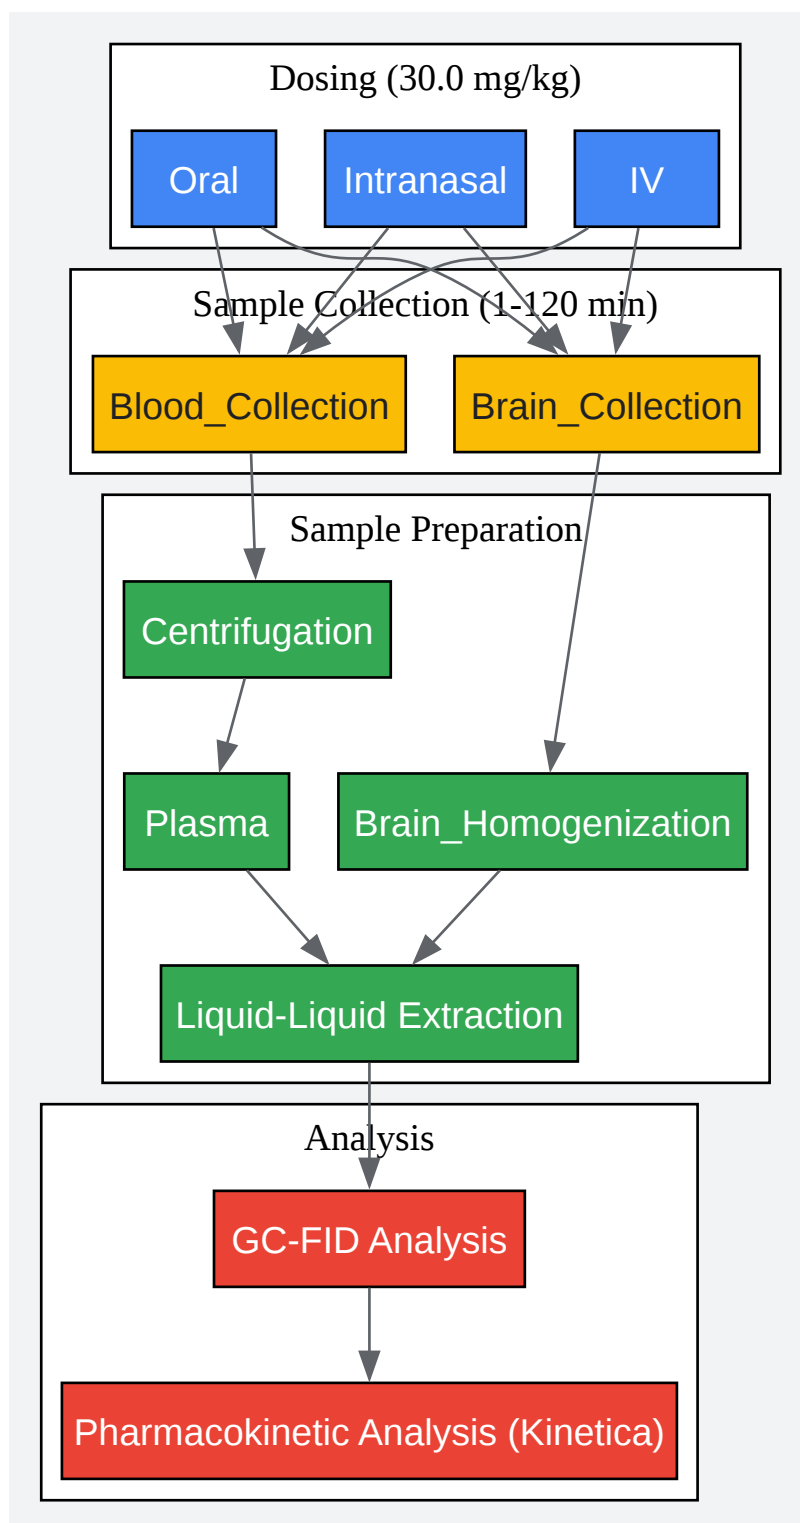 Dosing (30.0 mg/kg)
Oral
Intranasal
IV
Sample Collection (1-120 min)
Blood_Collection
Brain_Collection
Sample Preparation
Centrifugation
Plasma
Brain_Homogenization
Liquid-Liquid Extraction
Analysis
GC-FID Analysis
Pharmacokinetic Analysis (Kinetica)